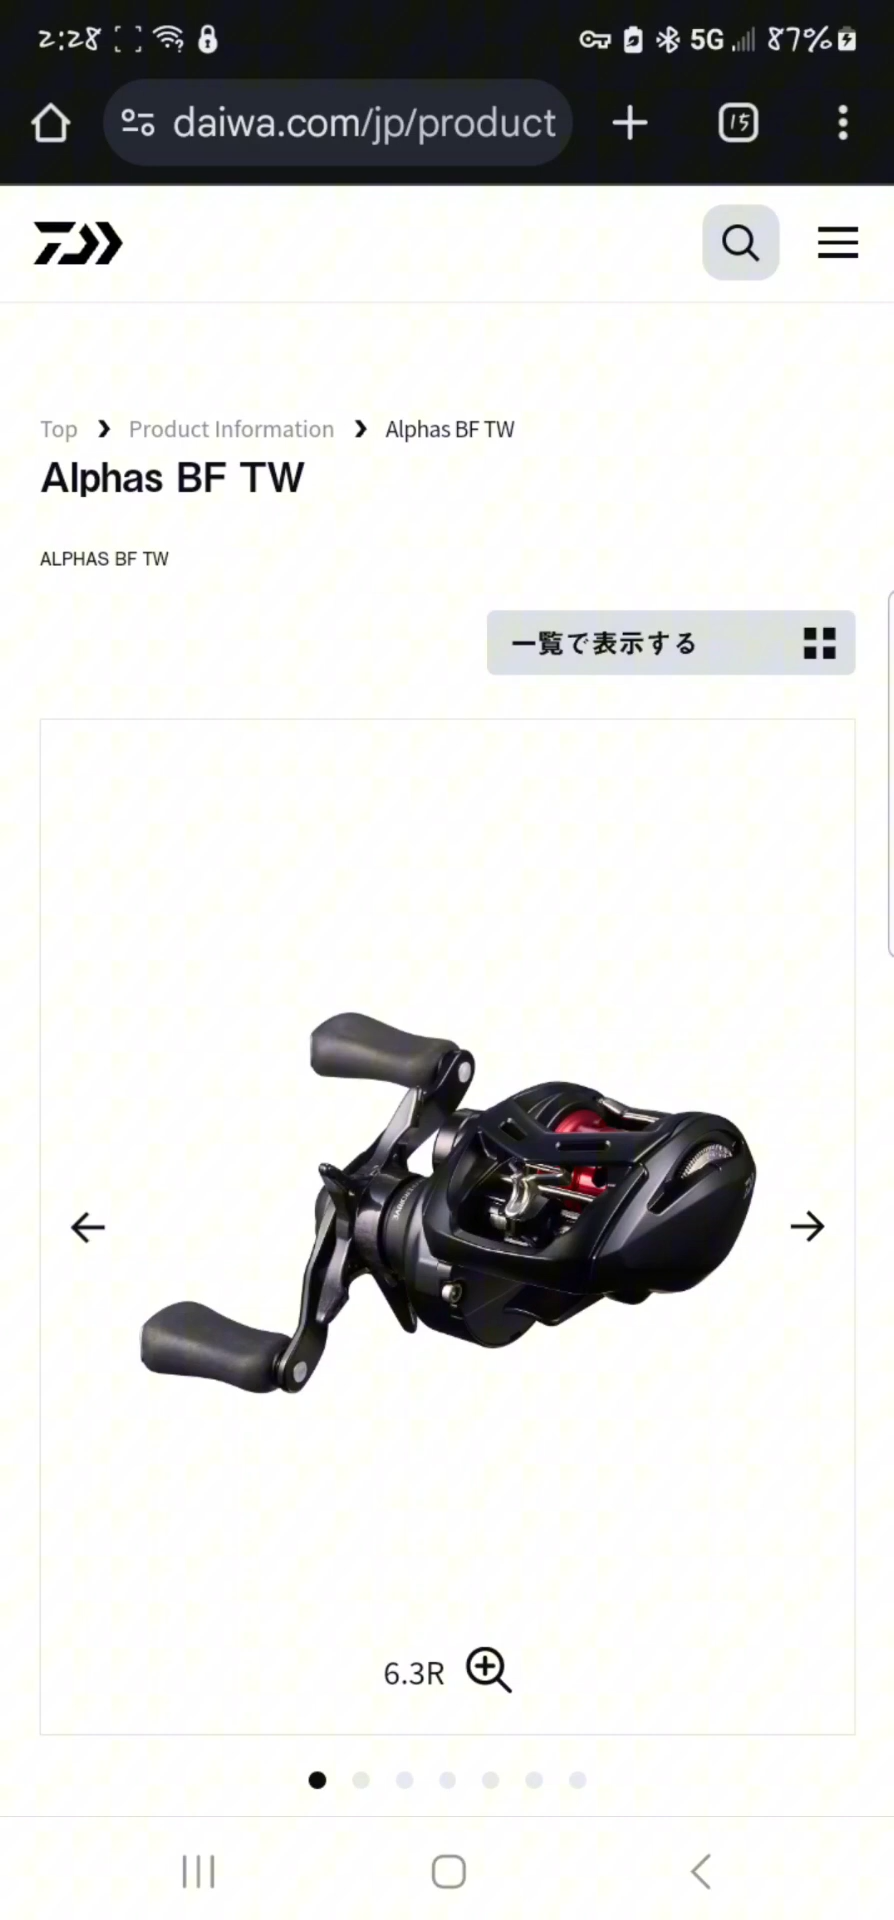 2:28 5G 87%
daiwa.com/jp/product 15
Top Product Information Alphas BF TW
Alphas BF TW
ALPHAS BF TW
一覧で表示する
6.3R